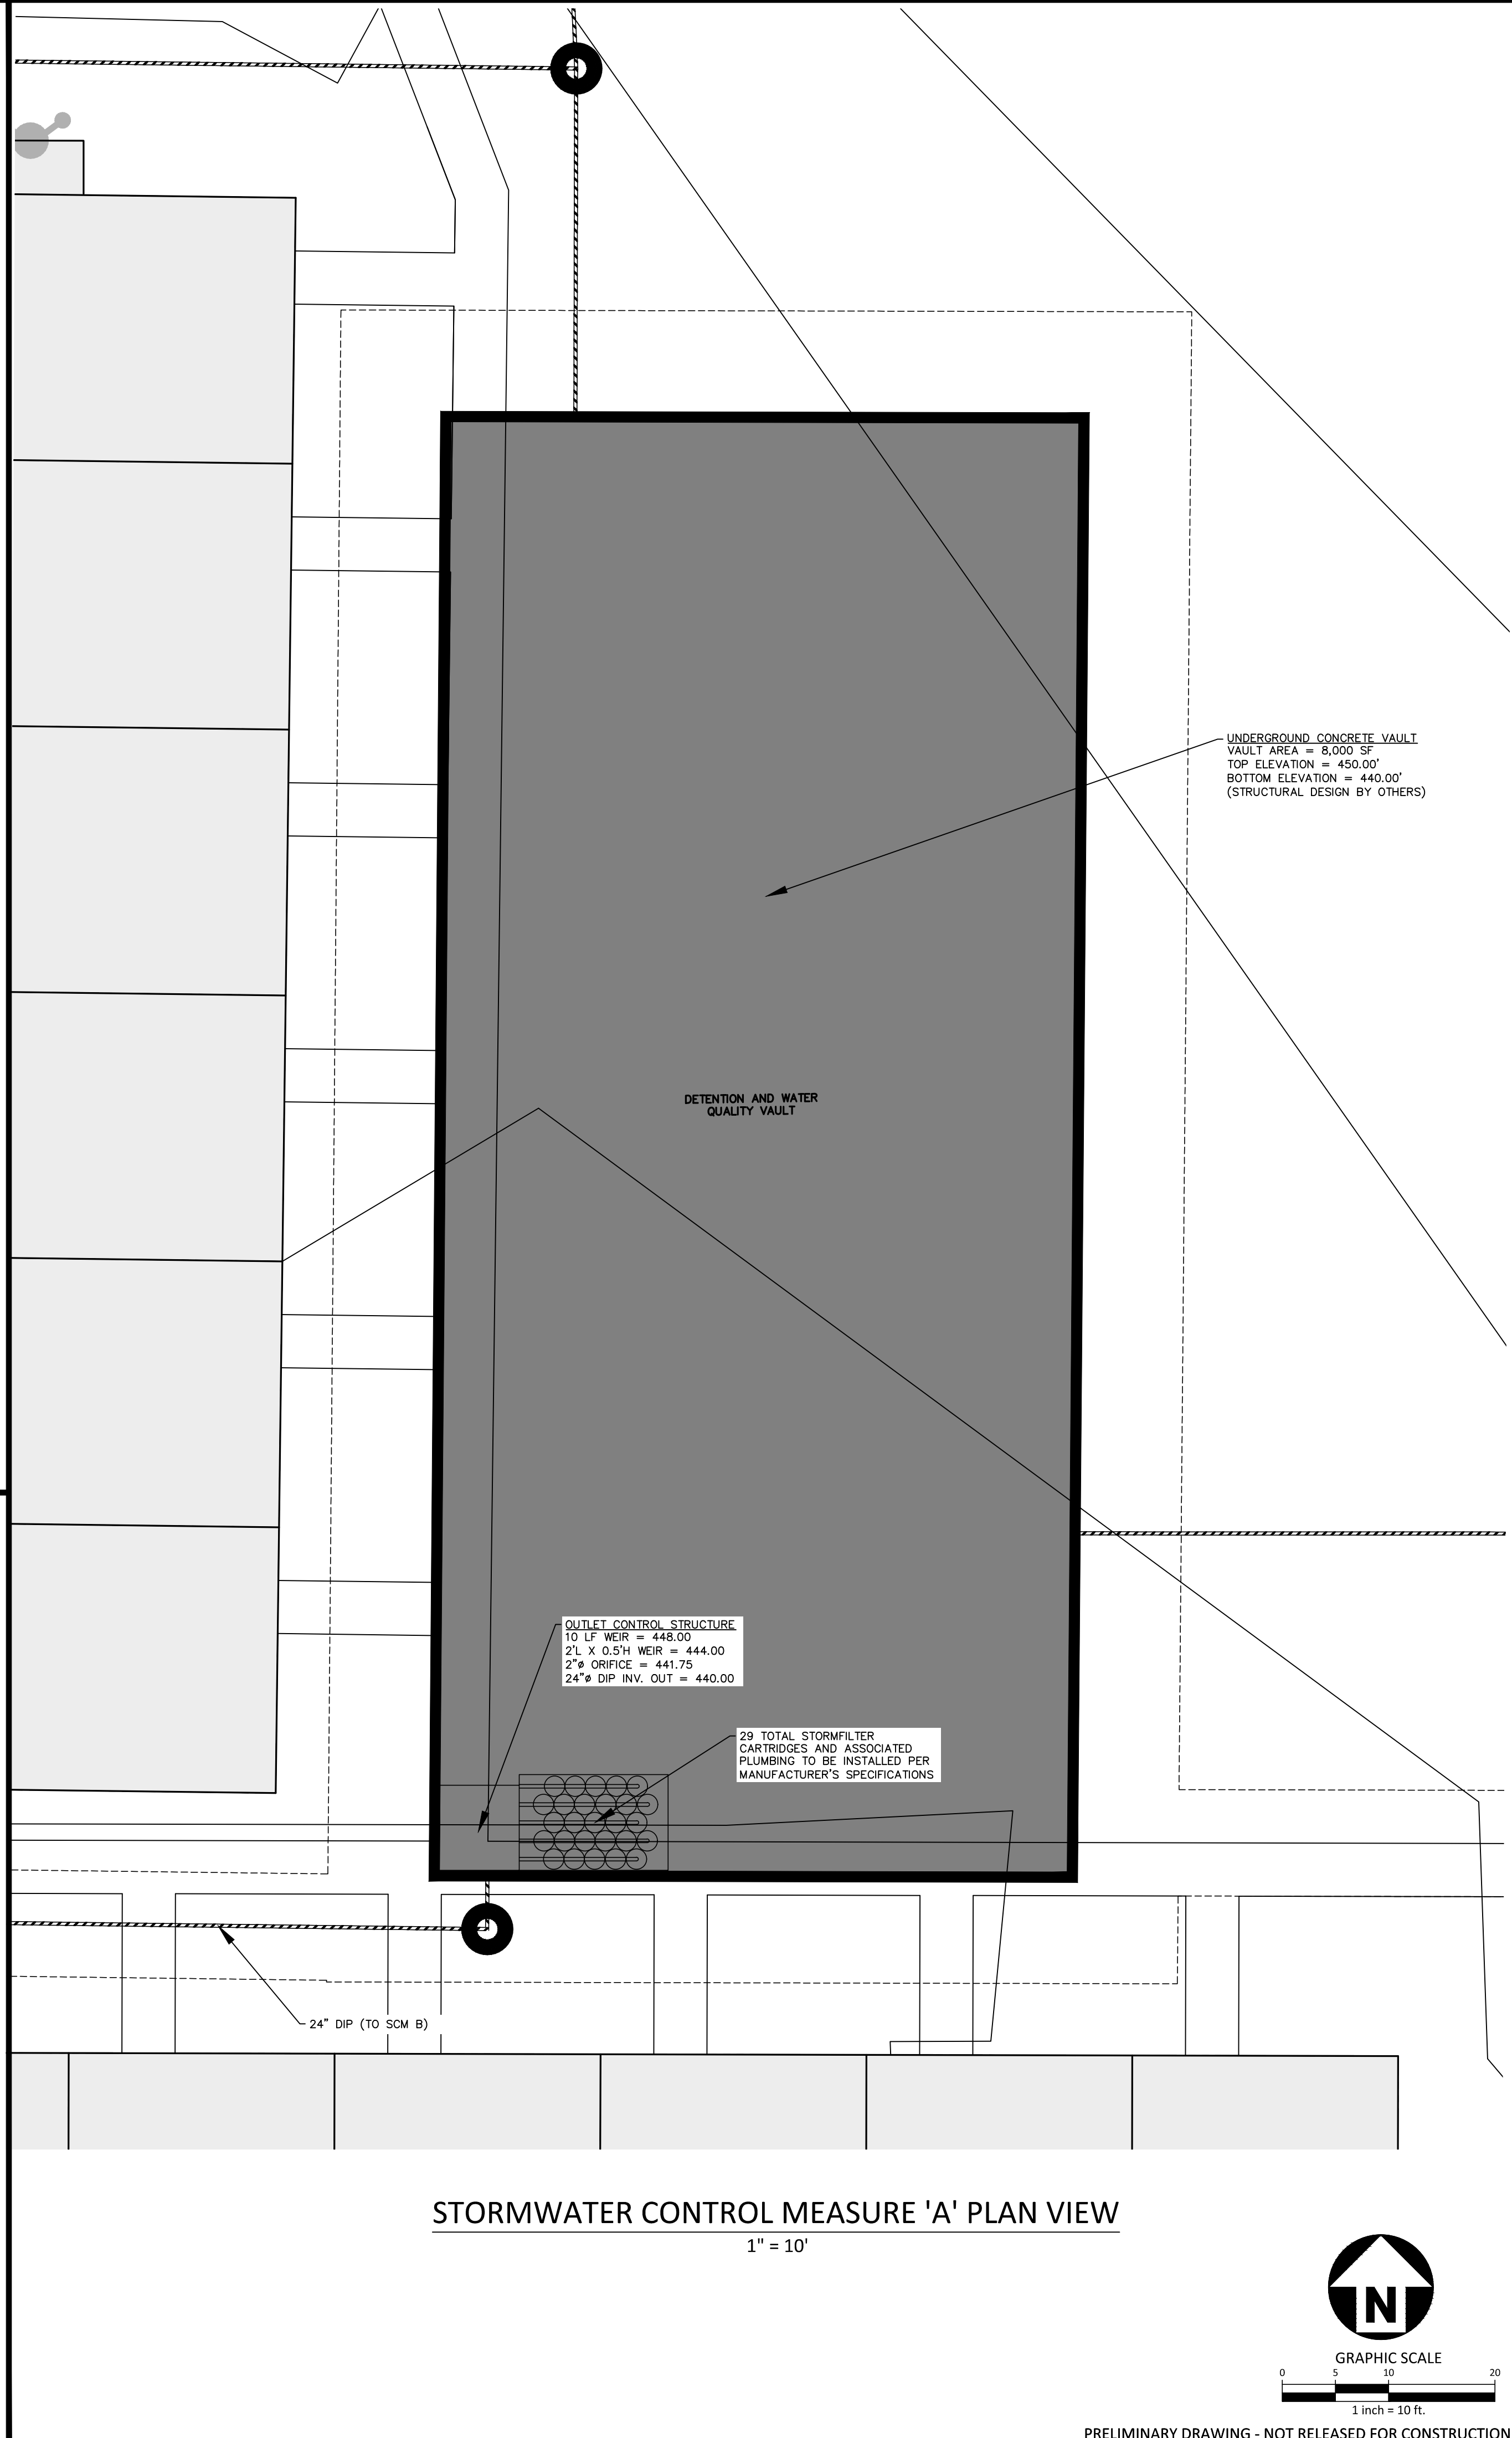 UNDERGROUND CONCRETE VAULT
VAULT AREA = 8,000 SF
TOP ELEVATION = 450.00'
BOTTOM ELEVATION = 440.00'
(STRUCTURAL DESIGN BY OTHERS)
DETENTION AND WATER
QUALITY VAULT
OUTLET CONTROL STRUCTURE
10 LF WEIR = 448.00
2'L X 0.5'H WEIR = 444.00
2"ø ORIFICE = 441.75
24"ø DIP INV. OUT = 440.00
29 TOTAL STORMFILTER
CARTRIDGES AND ASSOCIATED
PLUMBING TO BE INSTALLED PER
MANUFACTURER'S SPECIFICATIONS
24" DIP (TO SCM B)
STORMWATER CONTROL MEASURE 'A' PLAN VIEW
1" = 10'
N
GRAPHIC SCALE
0 5 10 20
1 inch = 10 ft.
PRELIMINARY DRAWING - NOT RELEASED FOR CONSTRUCTION